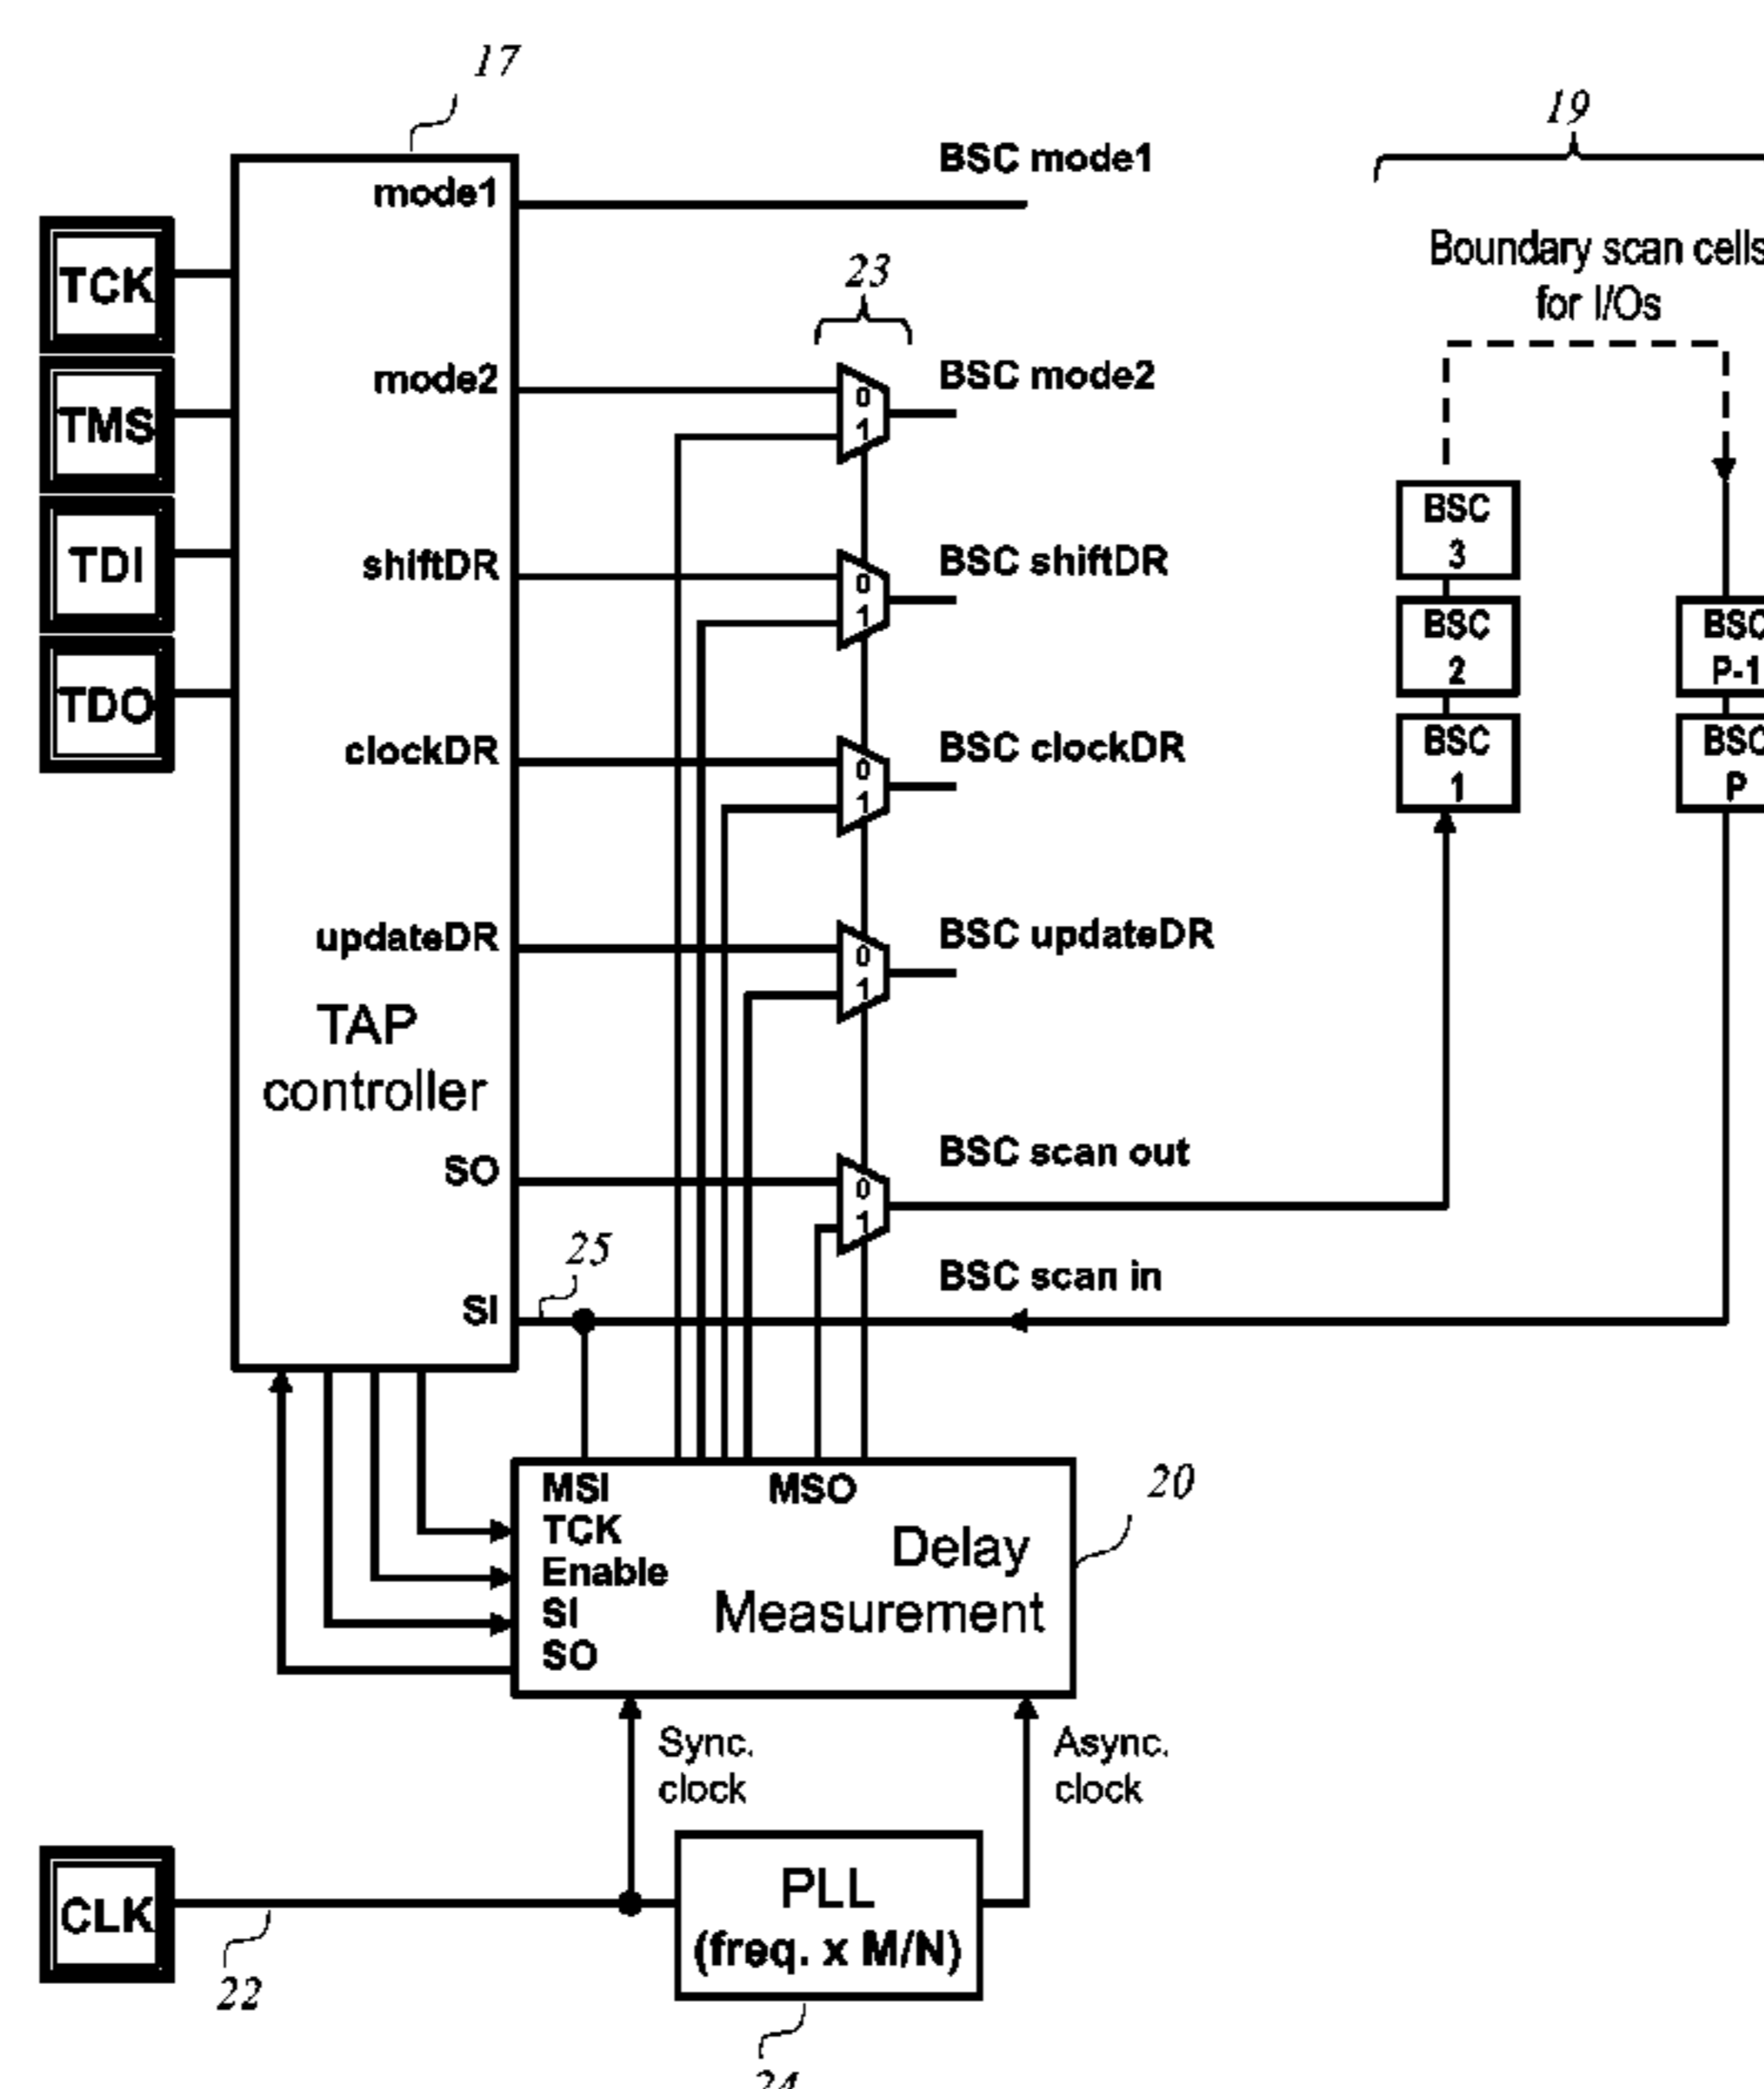 17
19
mode1
BSC mode1
Boundary scan cells
for I/Os
TCK
TMS
TDI
TDO
23
mode2
0
1
BSC mode2
shiftDR
0
1
BSC shiftDR
BSC
3
BSC
2
BSC
1
BSC
P-1
BSC
P
clockDR
0
1
BSC clockDR
updateDR
0
1
BSC updateDR
TAP
controller
SO
0
1
BSC scan out
25
SI
BSC scan in
MSI
MSO
20
TCK
Enable
SI
SO
Delay
Measurement
Sync.
clock
Async.
clock
CLK
22
PLL
(freq. x M/N)
24